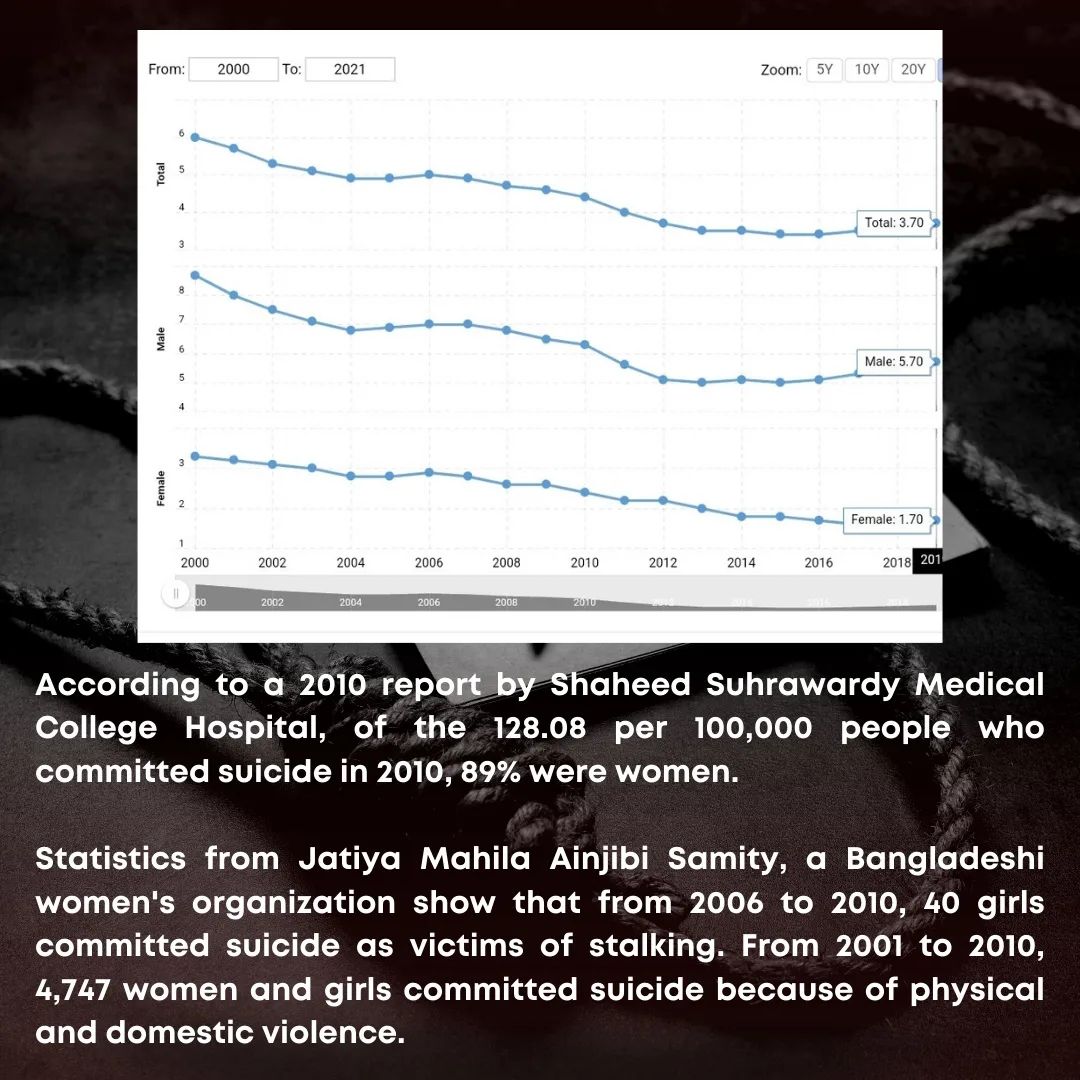 From: 2000 To: 2021 Zoom: 5Y 10Y 20Y
Total
6
5
4
3
Total: 3.70
Male
8
7
6
5
4
Male: 5.70
Female
3
2
1
Female: 1.70
2000 2002 2004 2006 2008 2010 2012 2014 2016 2018 201
00 2002 2004 2006 2008 2010 2012 2014 2016 2018
According to a 2010 report by Shaheed Suhrawardy Medical
College Hospital, of the 128.08 per 100,000 people who
committed suicide in 2010, 89% were women.
Statistics from Jatiya Mahila Ainjibi Samity, a Bangladeshi
women's organization show that from 2006 to 2010, 40 girls
committed suicide as victims of stalking. From 2001 to 2010,
4,747 women and girls committed suicide because of physical
and domestic violence.